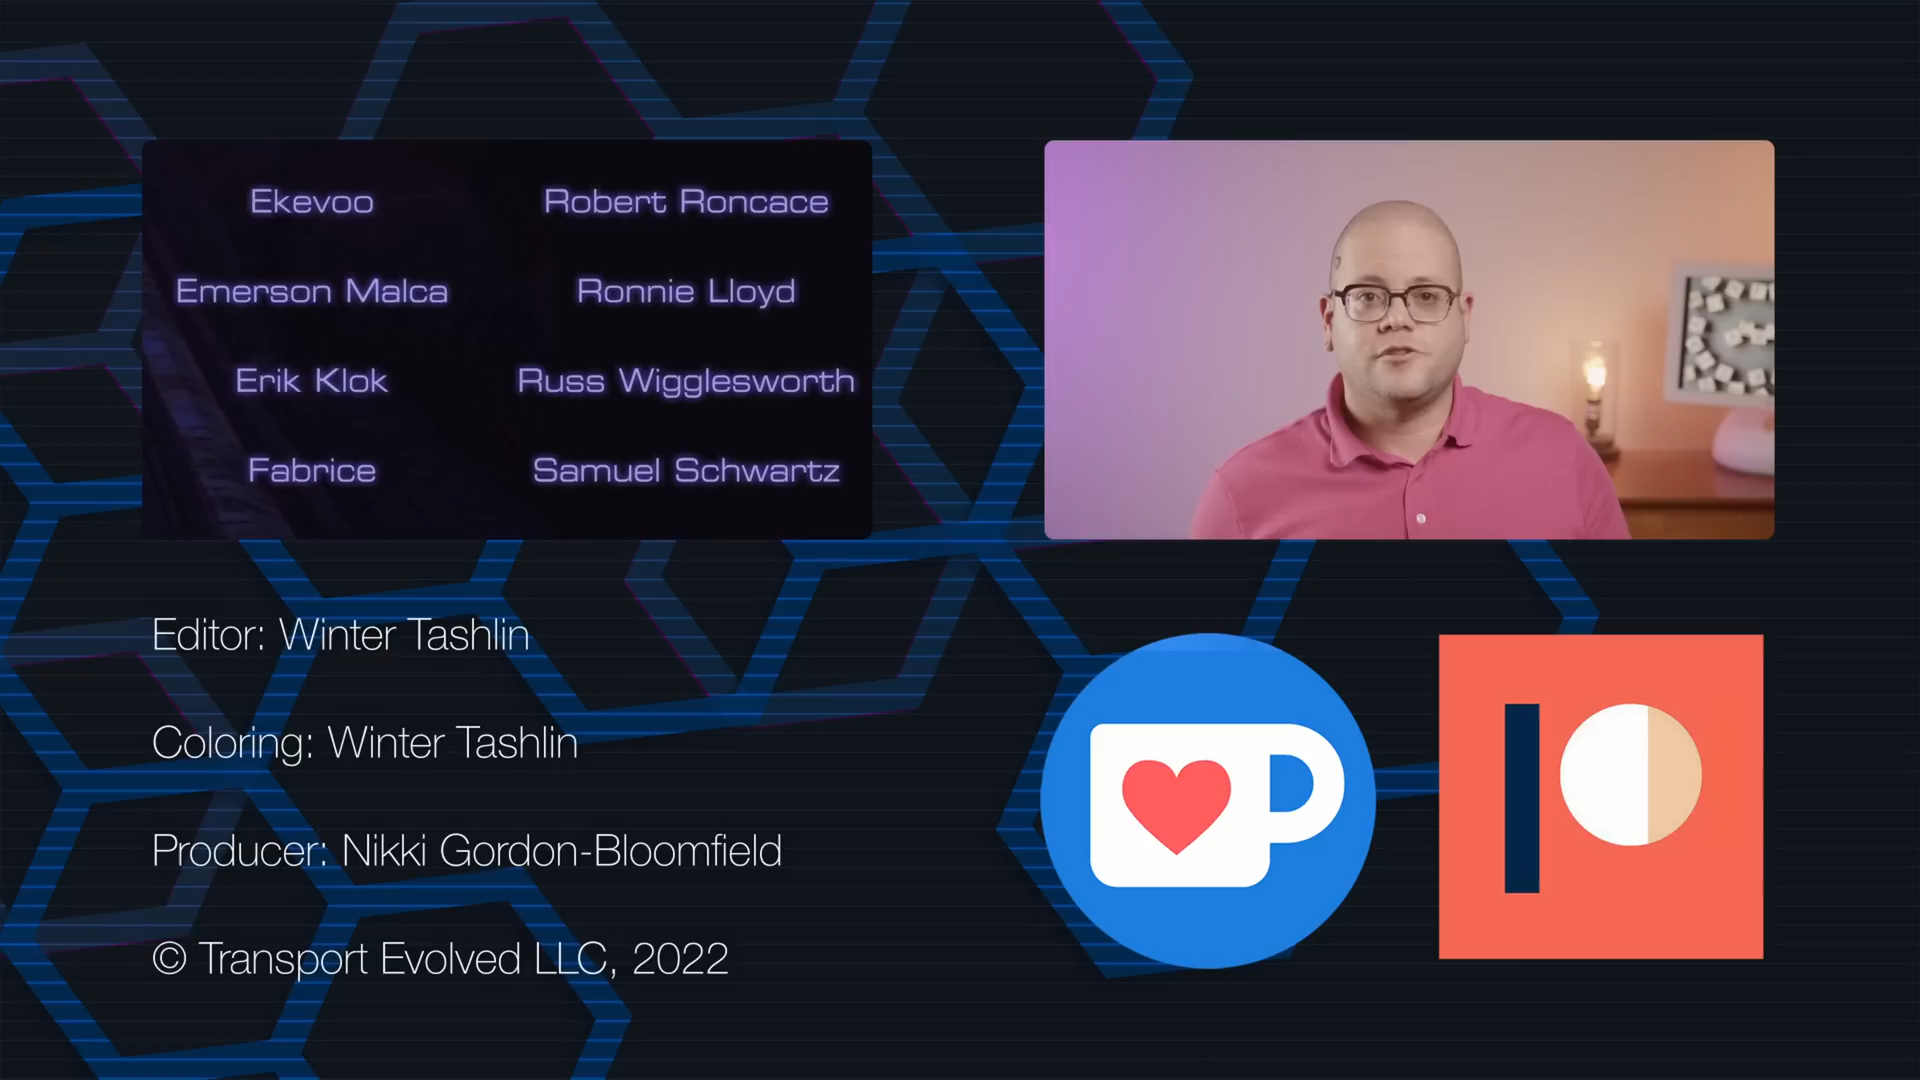 Ekevoo
Robert Roncace
Emerson Malca
Ronnie Lloyd
Erik Klok
Russ Wigglesworth
Fabrice
Samuel Schwartz
Editor: Winter Tashlin
Coloring: Winter Tashlin
Producer: Nikki Gordon-Bloomfield
© Transport Evolved LLC, 2022